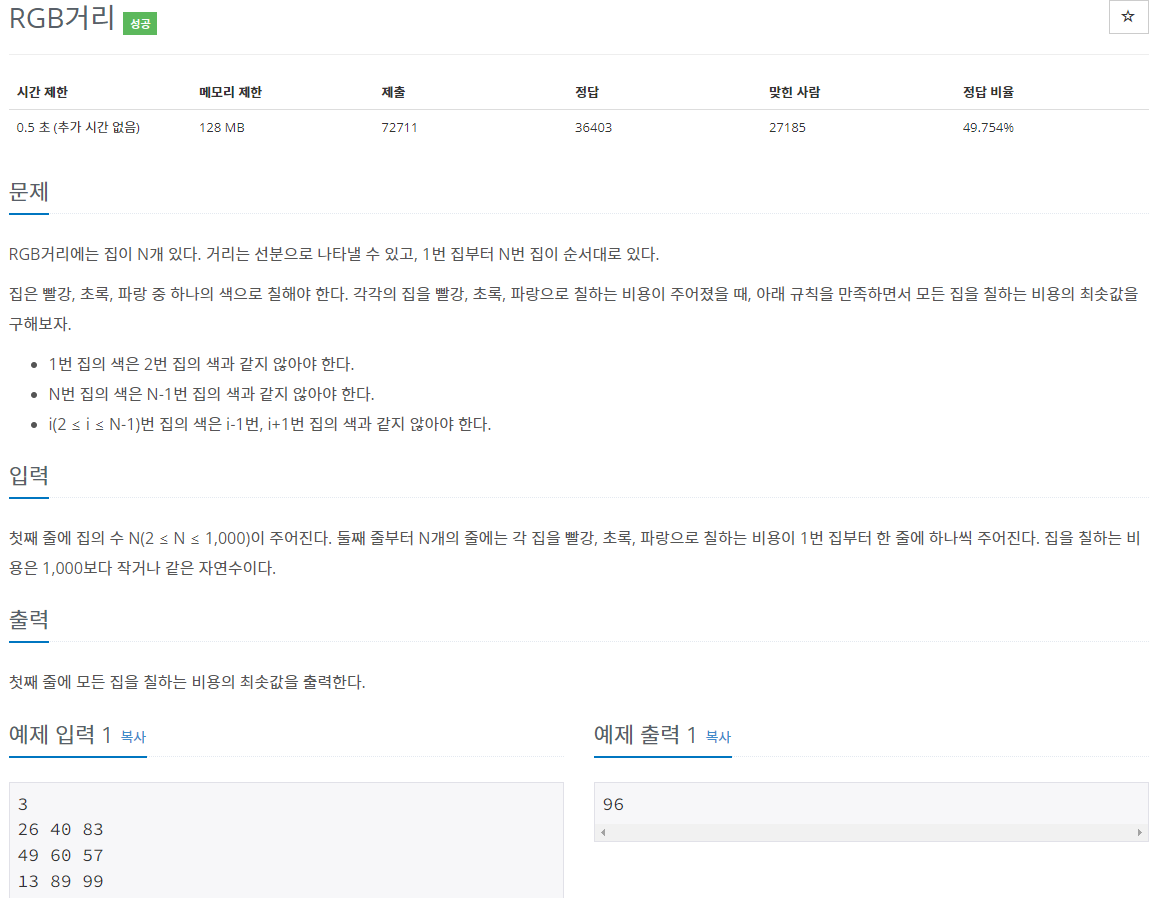 RGB거리 성공
☆
시간 제한 메모리 제한 제출 정답 맞힌 사람 정답 비율
0.5 초 (추가 시간 없음) 128 MB 72711 36403 27185 49.754%
문제
RGB거리에는 집이 N개 있다. 거리는 선분으로 나타낼 수 있고, 1번 집부터 N번 집이 순서대로 있다.
집은 빨강, 초록, 파랑 중 하나의 색으로 칠해야 한다. 각각의 집을 빨강, 초록, 파랑으로 칠하는 비용이 주어졌을 때, 아래 규칙을 만족하면서 모든 집을 칠하는 비용의 최솟값을
구해보자.
• 1번 집의 색은 2번 집의 색과 같지 않아야 한다.
• N번 집의 색은 N-1번 집의 색과 같지 않아야 한다.
• i(2 ≤ i ≤ N-1)번 집의 색은 i-1번, i+1번 집의 색과 같지 않아야 한다.
입력
첫째 줄에 집의 수 N(2 ≤ N ≤ 1,000)이 주어진다. 둘째 줄부터 N개의 줄에는 각 집을 빨강, 초록, 파랑으로 칠하는 비용이 1번 집부터 한 줄에 하나씩 주어진다. 집을 칠하는 비
용은 1,000보다 작거나 같은 자연수이다.
출력
첫째 줄에 모든 집을 칠하는 비용의 최솟값을 출력한다.
예제 입력 1 복사
3
26 40 83
49 60 57
13 89 99
예제 출력 1 복사
96